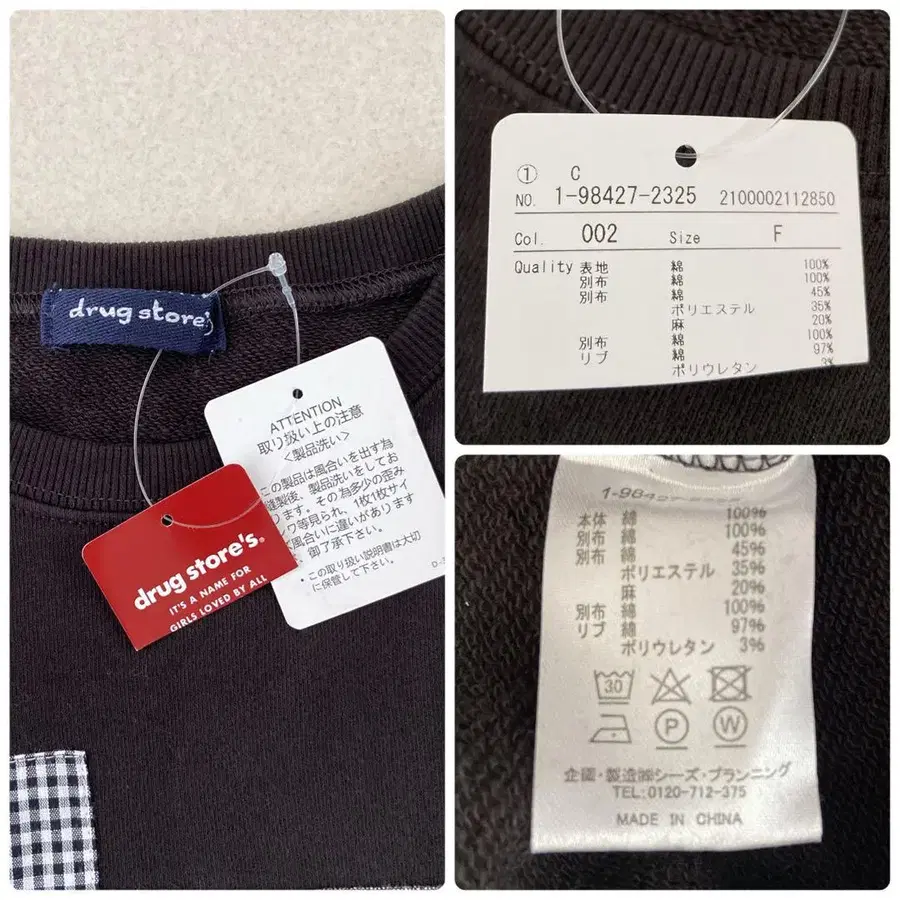 drug store's
ATTENTION
取り扱い上の注意
<製品洗い>
この製品は風合いを出す為
縫製後、製品洗いをしてお
ります。その為多少の歪み
ワ等見られ、1枚1枚サイ
風合いに違いがあります
御了承下さい。
・この取り扱い説明書は大切
に保管して下さい。
drug store's®
IT'S A NAME FOR
GIRLS LOVED BY ALL
① C
NO. 1-98427-2325 2100002112850
Col. 002 Size F
Quality 表地 綿 100%
別布 綿 100%
別布 綿 45%
ポリエステル 35%
麻 20%
別布 綿 100%
リブ 綿 97%
ポリウレタン 3%
本体 綿 100%
別布 綿 100%
別布 綿 45%
ポリエステル 35%
麻 20%
別布 綿 100%
リブ 綿 97%
ポリウレタン 3%
30
P W
企画・製造㈱シーズ・プランニング
TEL:0120-712-375
MADE IN CHINA